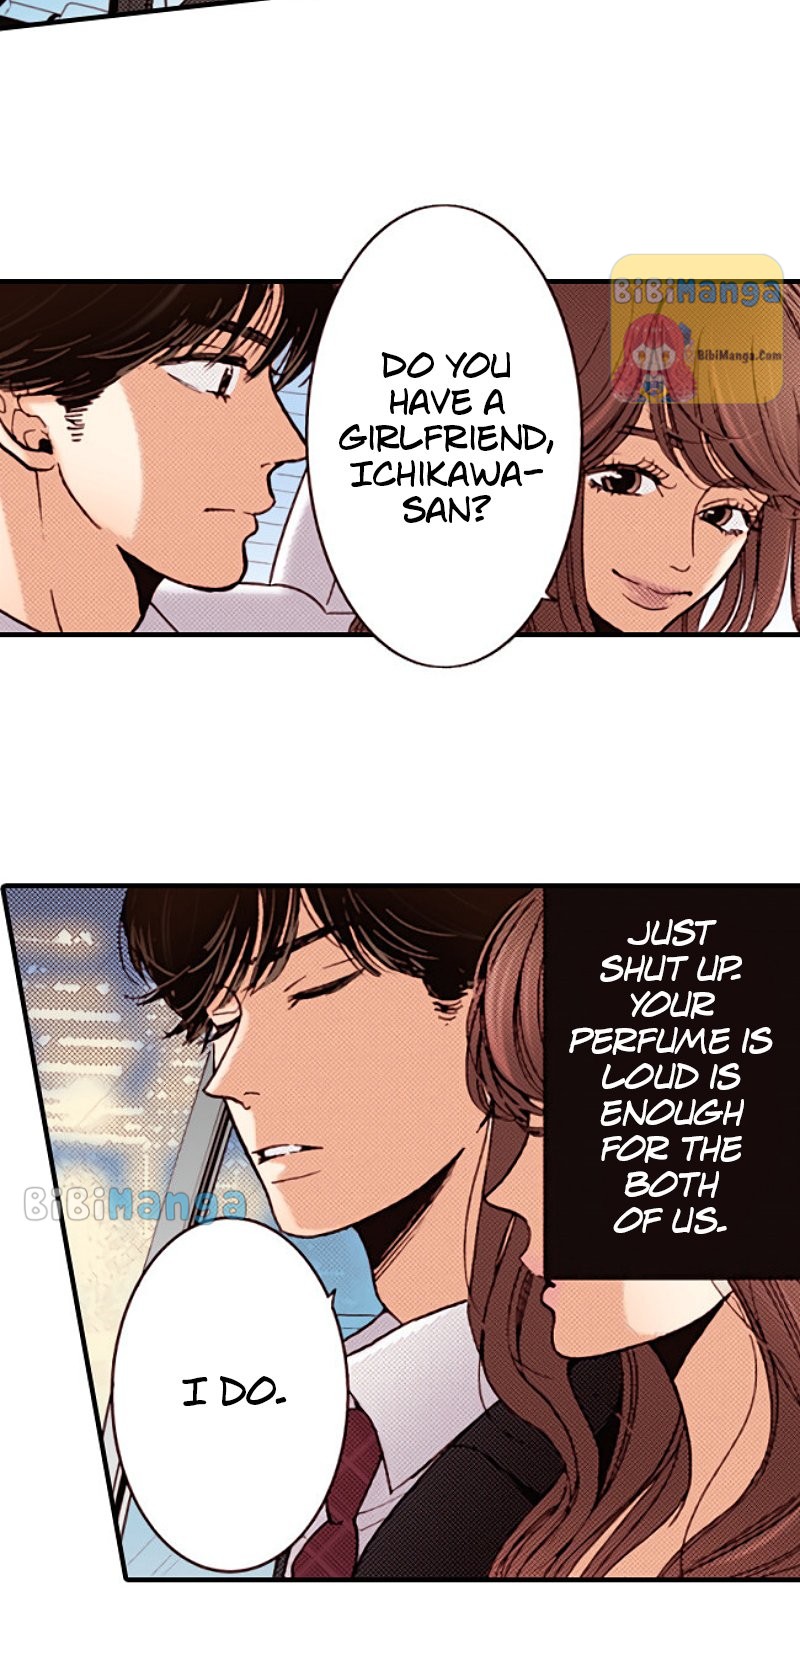 BiBiManga
BibiManga.Com
DO YOU
HAVE A
GIRLFRIEND,
ICHIKAWA-
SAN?
JUST
SHUT UP.
YOUR
PERFUME IS
LOUD IS
ENOUGH
FOR THE
BOTH
OF US.
BiBiManga
I DO.